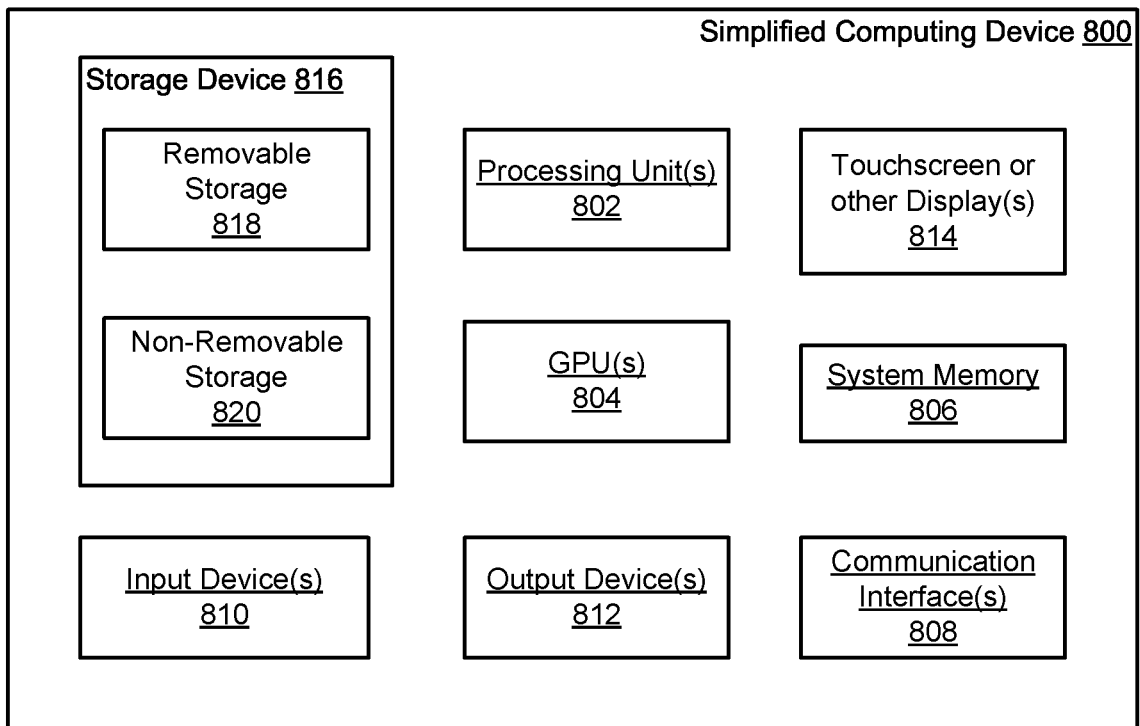 Simplified Computing Device 800
Storage Device 816
Removable
Storage
818
Processing Unit(s)
802
Touchscreen or
other Display(s)
814
Non-Removable
Storage
820
GPU(s)
804
System Memory
806
Input Device(s)
810
Output Device(s)
812
Communication
Interface(s)
808